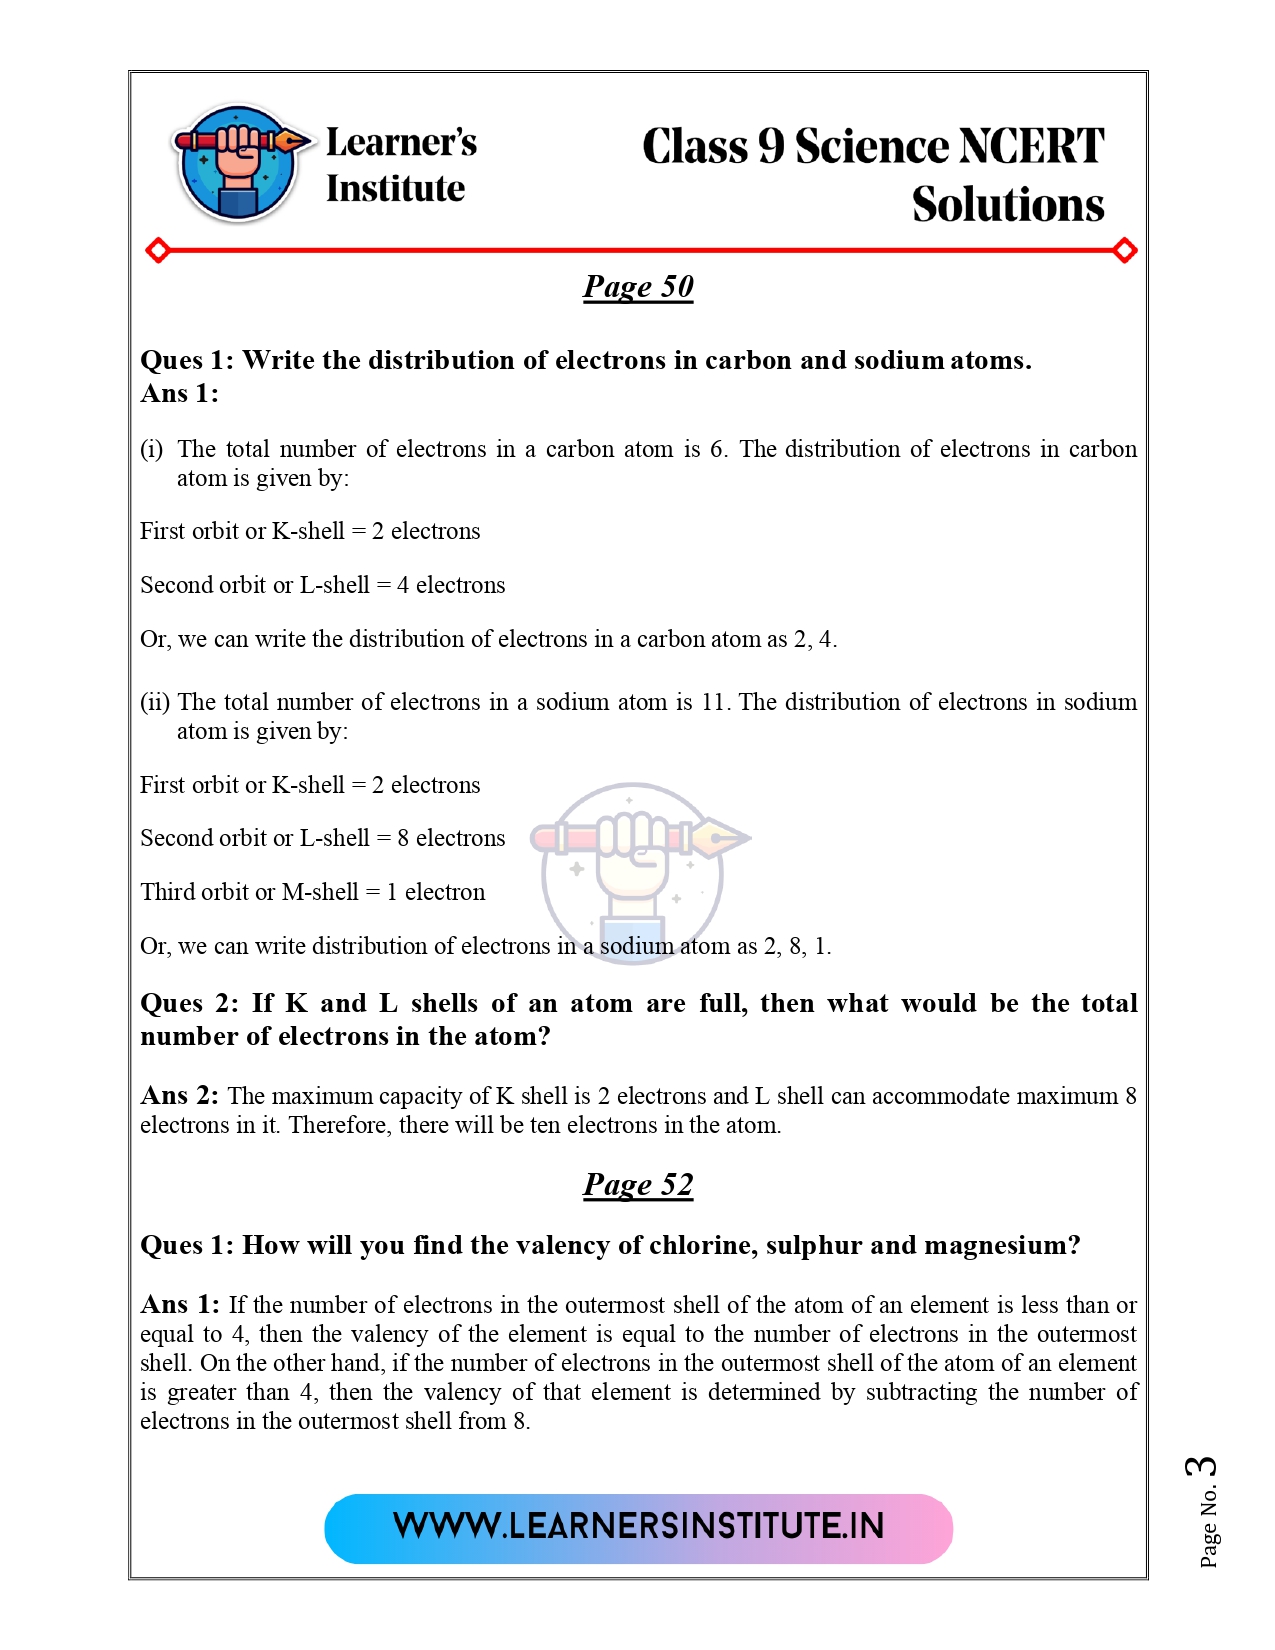 Learner's
Institute
Class 9 Science NCERT
Solutions
Page 50
Ques 1: Write the distribution of electrons in carbon and sodium atoms.
Ans 1:
(i) The total number of electrons in a carbon atom is 6. The distribution of electrons in carbon
atom is given by:
First orbit or K-shell = 2 electrons
Second orbit or L-shell = 4 electrons
Or, we can write the distribution of electrons in a carbon atom as 2, 4.
(ii) The total number of electrons in a sodium atom is 11. The distribution of electrons in sodium
atom is given by:
First orbit or K-shell = 2 electrons
Second orbit or L-shell = 8 electrons
Third orbit or M-shell = 1 electron
Or, we can write distribution of electrons in a sodium atom as 2, 8, 1.
Ques 2: If K and L shells of an atom are full, then what would be the total
number of electrons in the atom?
Ans 2: The maximum capacity of K shell is 2 electrons and L shell can accommodate maximum 8
electrons in it. Therefore, there will be ten electrons in the atom.
Page 52
Ques 1: How will you find the valency of chlorine, sulphur and magnesium?
Ans 1: If the number of electrons in the outermost shell of the atom of an element is less than or
equal to 4, then the valency of the element is equal to the number of electrons in the outermost
shell. On the other hand, if the number of electrons in the outermost shell of the atom of an element
is greater than 4, then the valency of that element is determined by subtracting the number of
electrons in the outermost shell from 8.
WWW.LEARNERSINSTITUTE.IN
Page No. 3